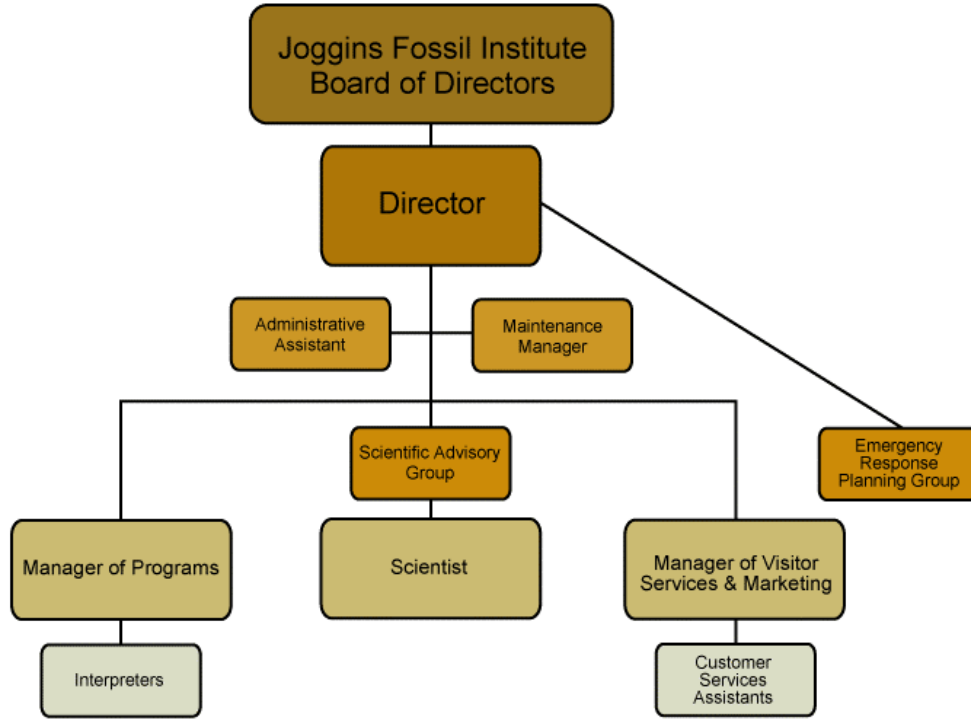 Joggins Fossil Institute
Board of Directors
Director
Administrative
Assistant
Maintenance
Manager
Scientific Advisory
Group
Emergency
Response
Planning Group
Manager of Programs
Scientist
Manager of Visitor
Services & Marketing
Interpreters
Customer
Services
Assistants